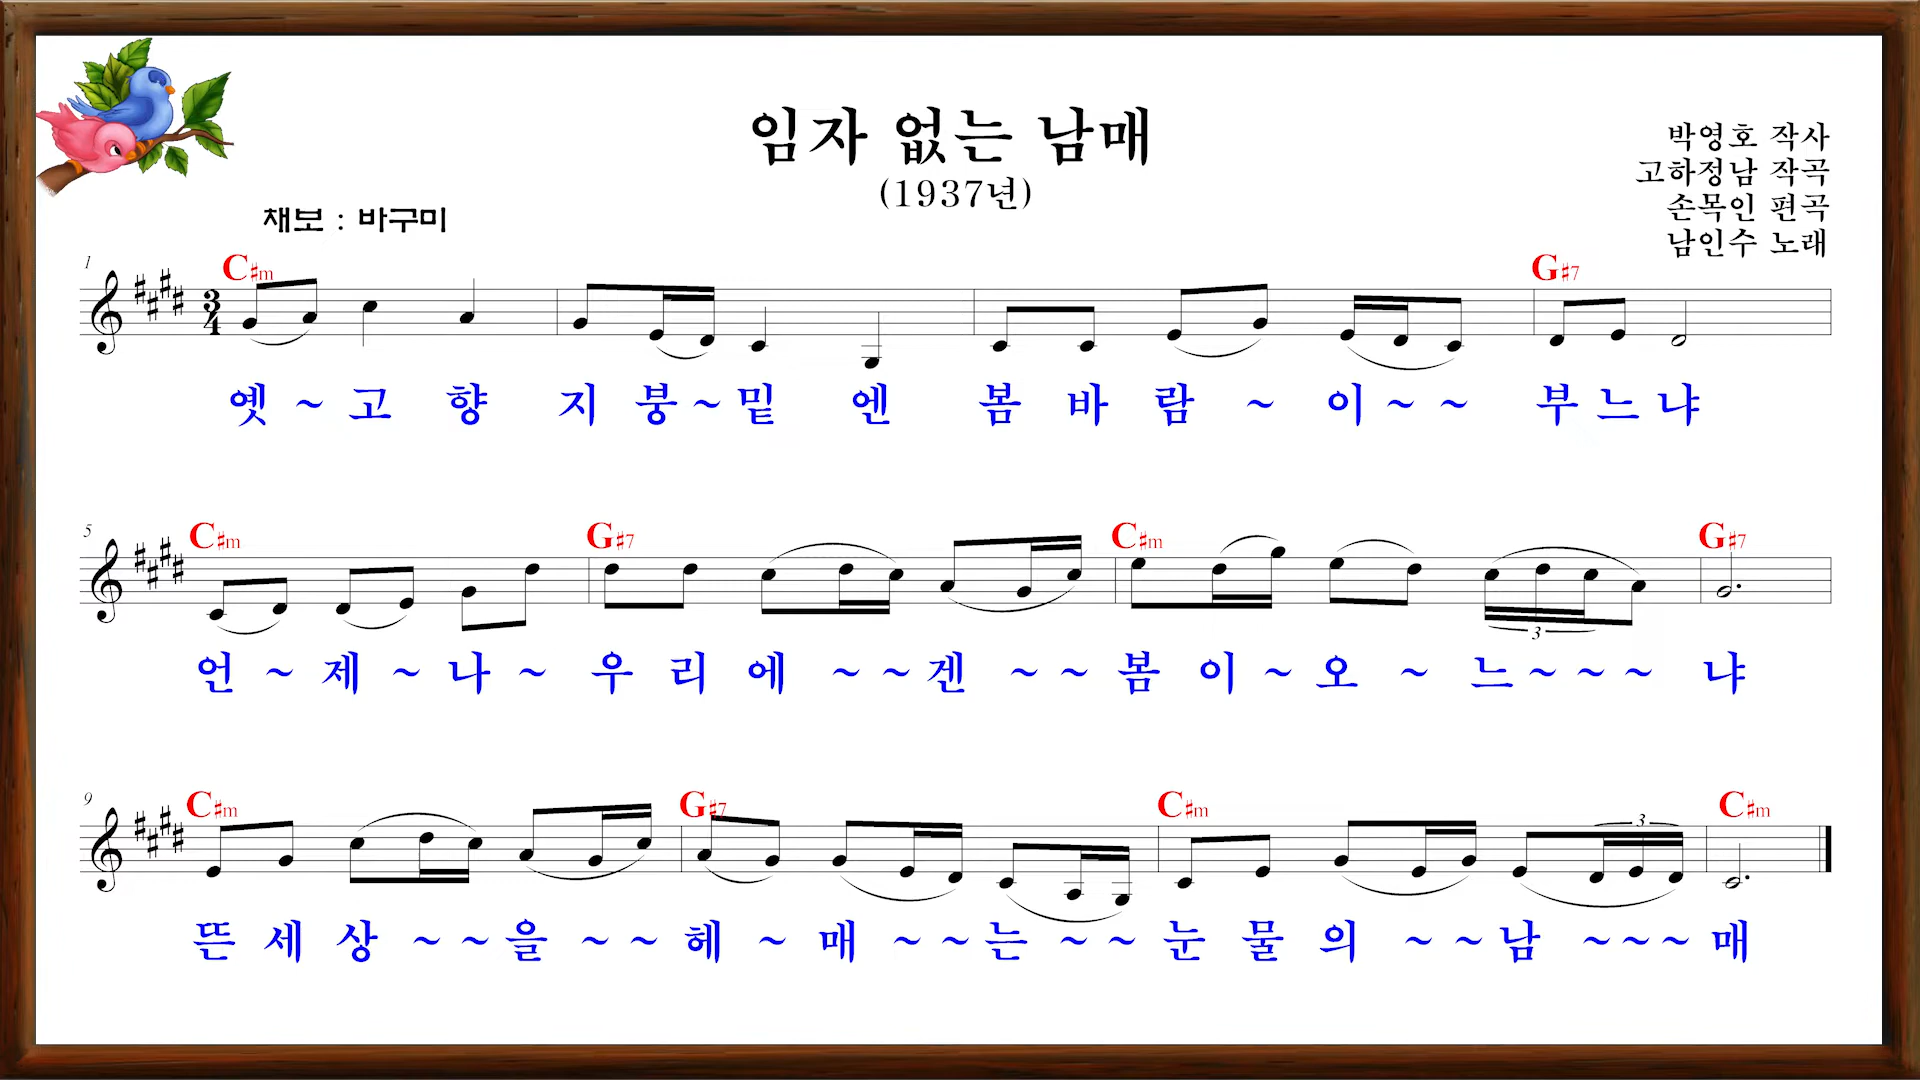 임자 없는 남매
(1937년)
박영호 작사
고하정남 작곡
손목인 편곡
남인수 노래
채보 : 바구미
1
C♯m G♯7
3
4
옛 ~ 고 향 지 붕 ~ 밑 엔 봄 바 람 ~ 이 ~ ~ 부 느 냐
5
C♯m G♯7 C♯m G♯7
3
언 ~ 제 ~ 나 ~ 우 리 에 ~ ~ 겐 ~ ~ 봄 이 ~ 오 ~ 느 ~ ~ ~ 냐
9
C♯m G♯7 C♯m C♯m
3
뜬 세 상 ~ ~ 을 ~ ~ 헤 ~ 매 ~ ~ 는 ~ ~ 눈 물 의 ~ ~ 남 ~ ~ ~ 매